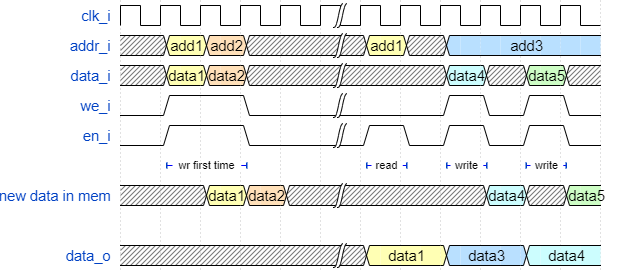 clk_i
addr_i add1 add2 add1 add3
data_i data1 data2 data4 data5
we_i
en_i
wr first time read write write
new data in mem data1 data2 data4 data5
data_o data1 data3 data4